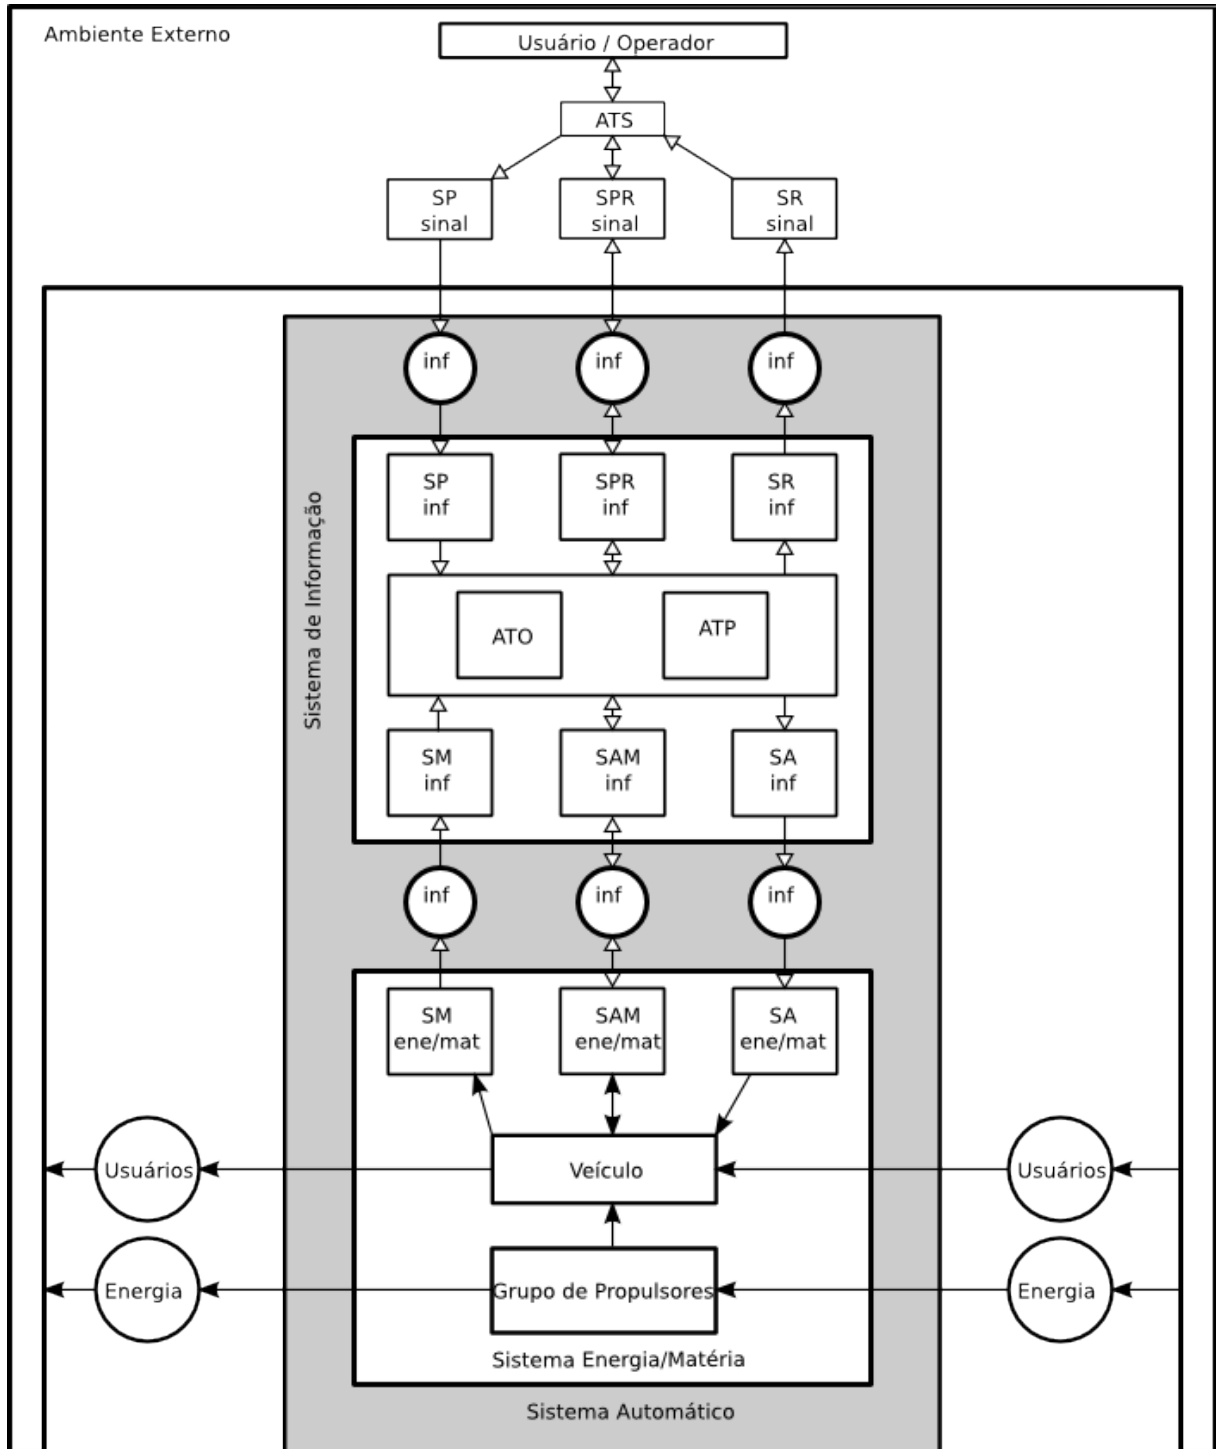 Ambiente Externo
Usuário / Operador
ATS
SP
sinal
SPR
sinal
SR
sinal
inf
inf
inf
Sistema de Informação
SP
inf
SPR
inf
SR
inf
ATO
ATP
SM
inf
SAM
inf
SA
inf
inf
inf
inf
SM
ene/mat
SAM
ene/mat
SA
ene/mat
Usuários
Veículo
Usuários
Energia
Grupo de Propulsores
Energia
Sistema Energia/Matéria
Sistema Automático